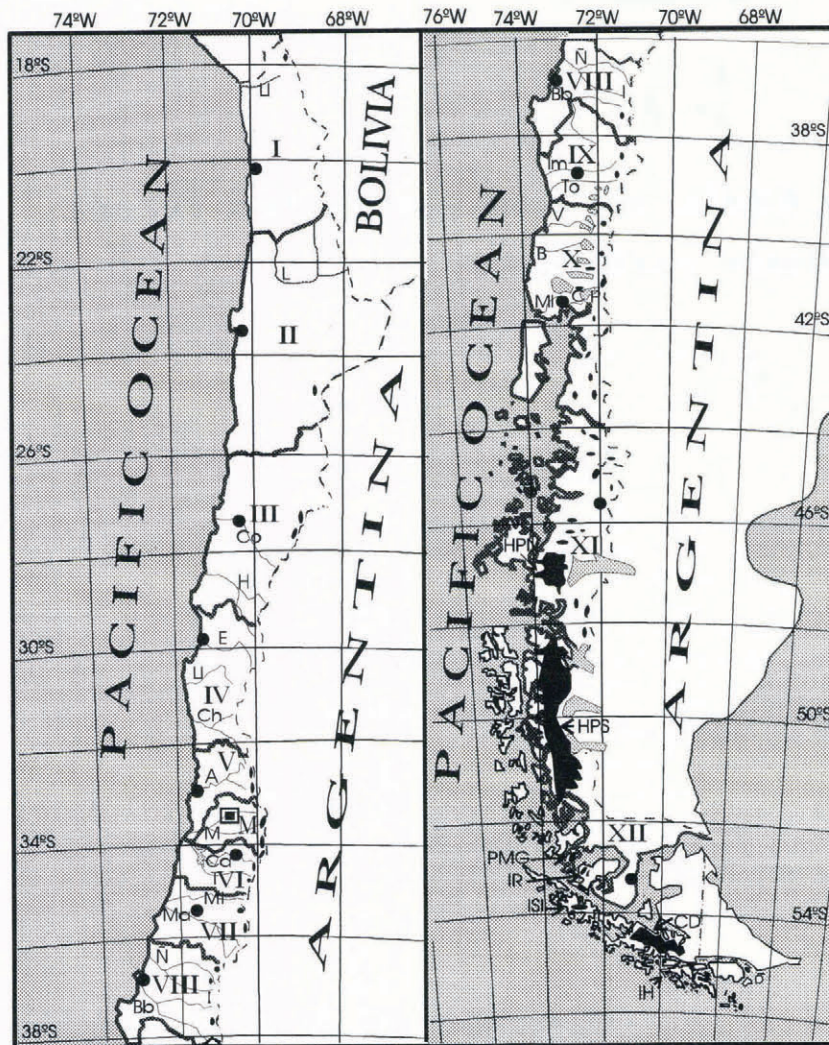 74ºW 72ºW 70ºW 68ºW
18ºS
I
BOLIVIA
PACIFIC OCEAN
22ºS
L
II
26ºS
III
Co
H
30ºS
E
IV
Ch
V
A
M M
34ºS
VI
Ma
VII
Ñ
VIII
Bb
38ºS
ARGENTINA
76ºW 74ºW 72ºW 70ºW 68ºW
Ñ
VIII
Bb
38ºS
Im IX
To
V
B
X
42ºS
PACIFIC OCEAN
ARGENTINA
46ºS
HPN XI
50ºS
HPS
XII
PMG
IR
ISI
54ºS
CD
IH